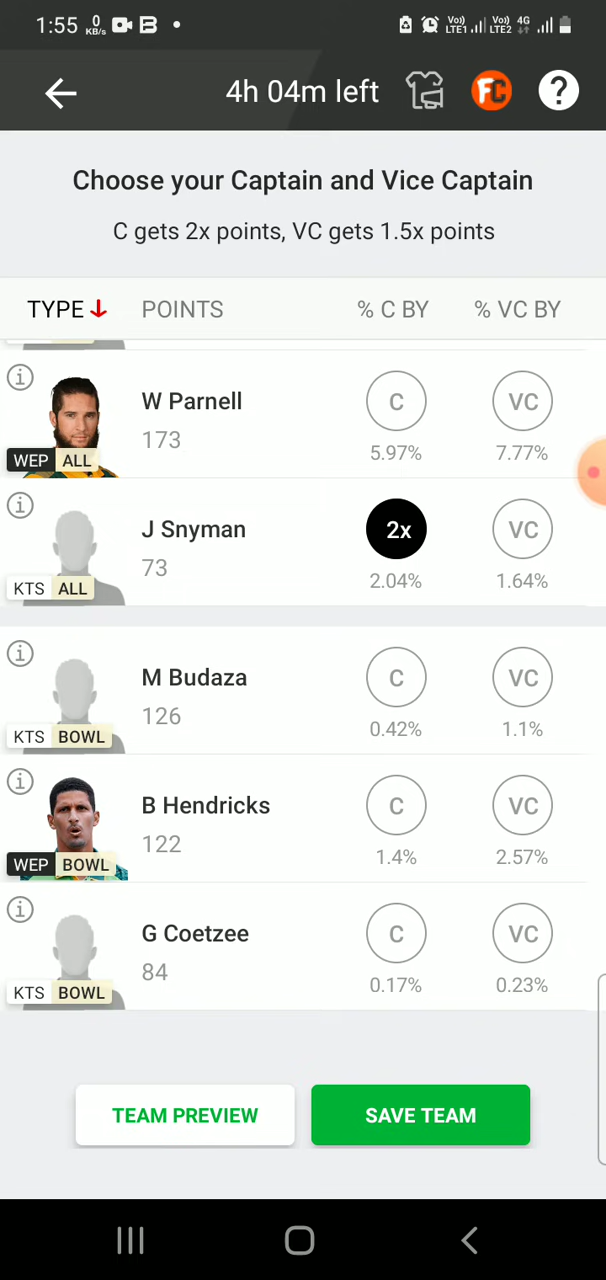 1:55 0 KB/s B Vo)) LTE1 Vo)) LTE2 4G
4h 04m left FC ?
Choose your Captain and Vice Captain
C gets 2x points, VC gets 1.5x points
TYPE POINTS % C BY % VC BY
W Parnell C VC
173 5.97% 7.77%
WEP ALL
J Snyman 2x VC
73 2.04% 1.64%
KTS ALL
M Budaza C VC
126 0.42% 1.1%
KTS BOWL
B Hendricks C VC
122 1.4% 2.57%
WEP BOWL
G Coetzee C VC
84 0.17% 0.23%
KTS BOWL
TEAM PREVIEW SAVE TEAM